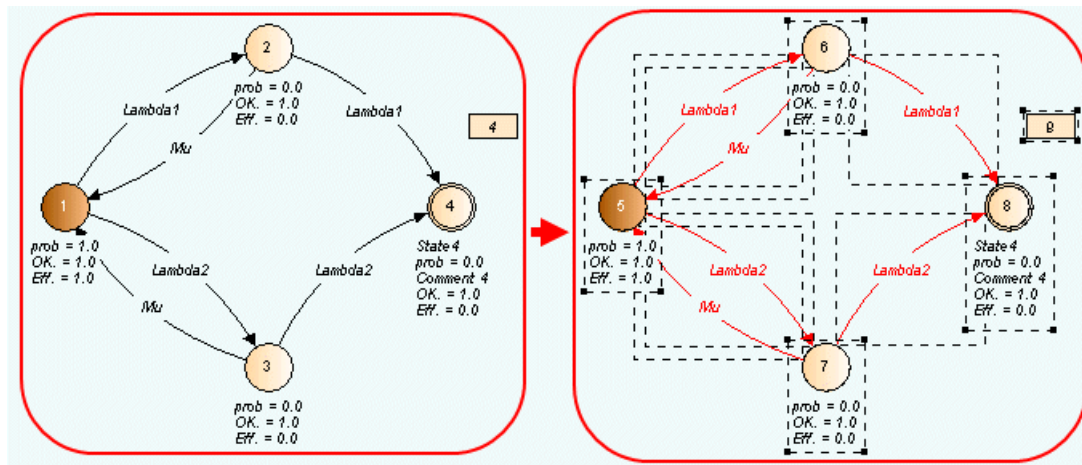 2
prob = 0.0
OK. = 1.0
Eff. = 0.0
Lambda1
Lambda1
Mu
4
1
prob = 1.0
OK. = 1.0
Eff. = 1.0
4
State 4
prob = 0.0
Comment 4
OK. = 1.0
Eff. = 0.0
Lambda2
Lambda2
Mu
3
prob = 0.0
OK. = 1.0
Eff. = 0.0
6
prob = 0.0
OK. = 1.0
Eff. = 0.0
Lambda1
Lambda1
Mu
5
prob = 1.0
OK. = 1.0
Eff. = 1.0
8
State 4
prob = 0.0
Comment 4
OK. = 1.0
Eff. = 0.0
Lambda2
Lambda2
Mu
7
prob = 0.0
OK. = 1.0
Eff. = 0.0